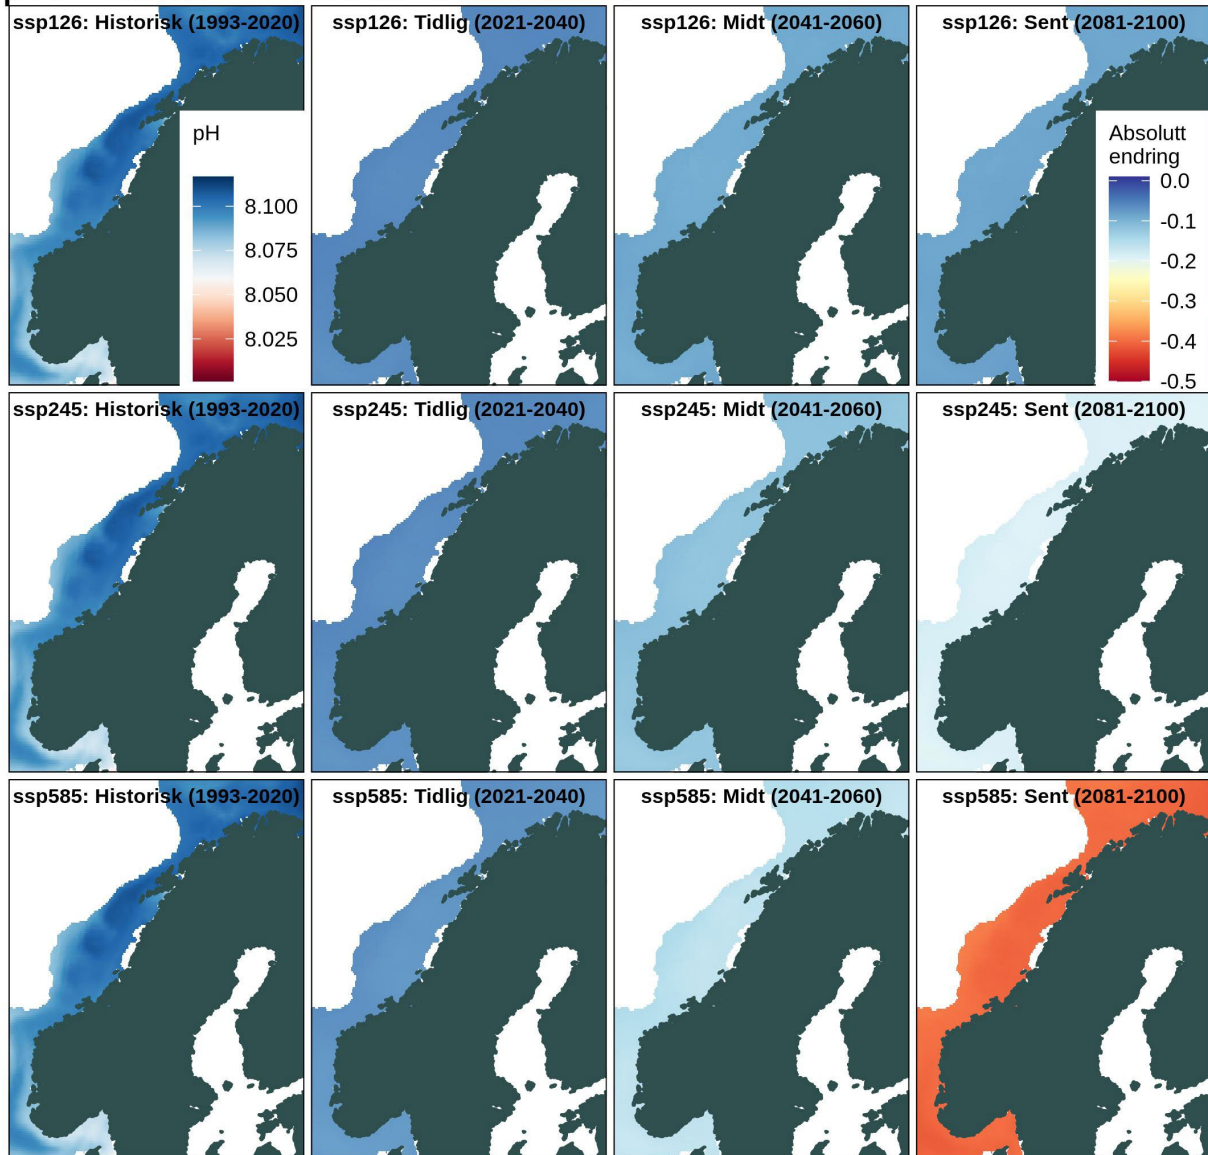 ssp126: Historisk (1993-2020)
ssp126: Tidlig (2021-2040)
ssp126: Midt (2041-2060)
ssp126: Sent (2081-2100)
pH
8.100
8.075
8.050
8.025
Absolutt
endring
0.0
-0.1
-0.2
-0.3
-0.4
-0.5
ssp245: Historisk (1993-2020)
ssp245: Tidlig (2021-2040)
ssp245: Midt (2041-2060)
ssp245: Sent (2081-2100)
ssp585: Historisk (1993-2020)
ssp585: Tidlig (2021-2040)
ssp585: Midt (2041-2060)
ssp585: Sent (2081-2100)